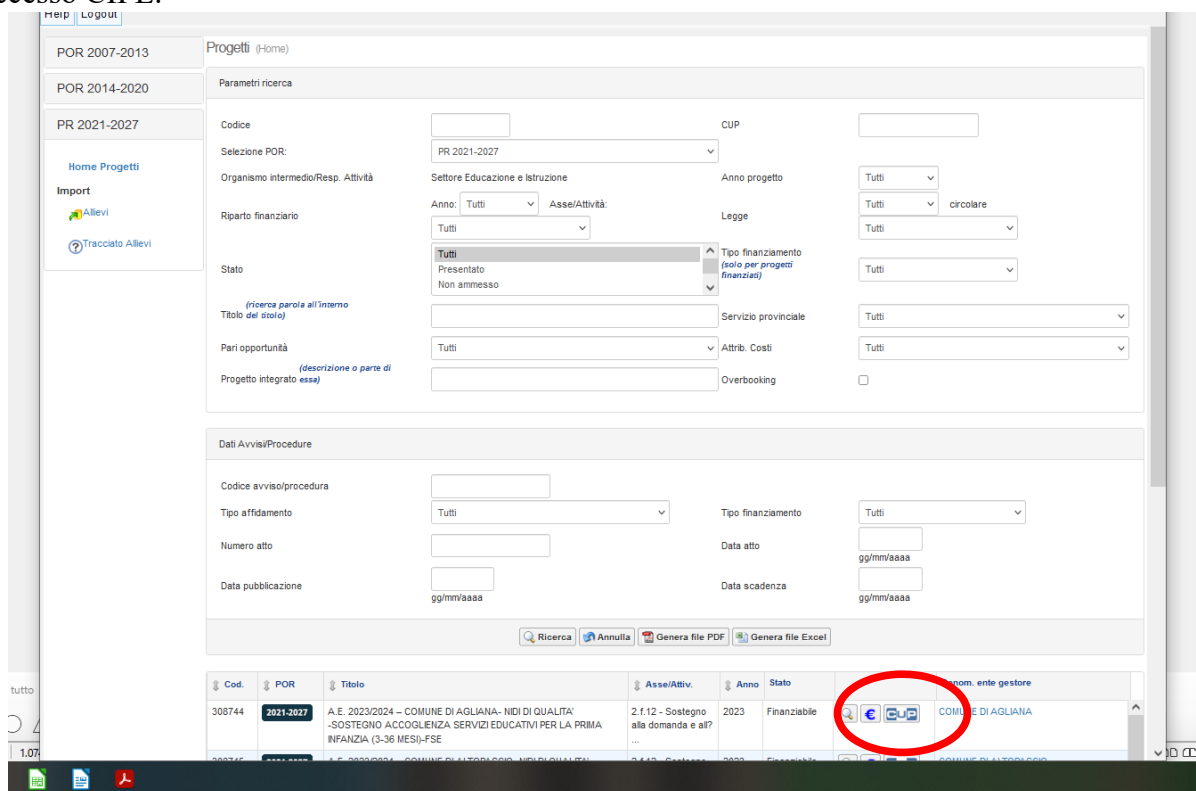 Help Logout
POR 2007-2013
POR 2014-2020
PR 2021-2027
Home Progetti
Import
Allievi
Tracciato Allievi
Progetti (Home)
Parametri ricerca
Codice CUP
Selezione POR: PR 2021-2027
Organismo intermedio/Resp. Attività Settore Educazione e Istruzione Anno progetto Tutti
Riparto finanziario Anno: Tutti Asse/Attività: Tutti Legge Tutti circolare Tutti
Stato Tutti Presentato Non ammesso Tipo finanziamento (solo per progetti finanziati) Tutti
Titolo (ricerca parola all'interno del titolo) Servizio provinciale Tutti
Pari opportunità Tutti Attrib. Costi Tutti
Progetto integrato (descrizione o parte di essa) Overbooking
Dati Avvisi/Procedure
Codice avviso/procedura
Tipo affidamento Tutti Tipo finanziamento Tutti
Numero atto Data atto gg/mm/aaaa
Data pubblicazione gg/mm/aaaa Data scadenza gg/mm/aaaa
Ricerca Annulla Genera file PDF Genera file Excel
Cod. POR Titolo Asse/Attiv. Anno Stato ente gestore
308744 2021-2027 A.E. 2023/2024 – COMUNE DI AGLIANA- NIDI DI QUALITA' 2.f.12 - Sostegno 2023 Finanziabile € CUP COMUNE DI AGLIANA
-SOSTEGNO ACCOGLIENZA SERVIZI EDUCATIVI PER LA PRIMA alla domanda e all?
INFANZIA (3-36 MESI)-FSE ...
tutto